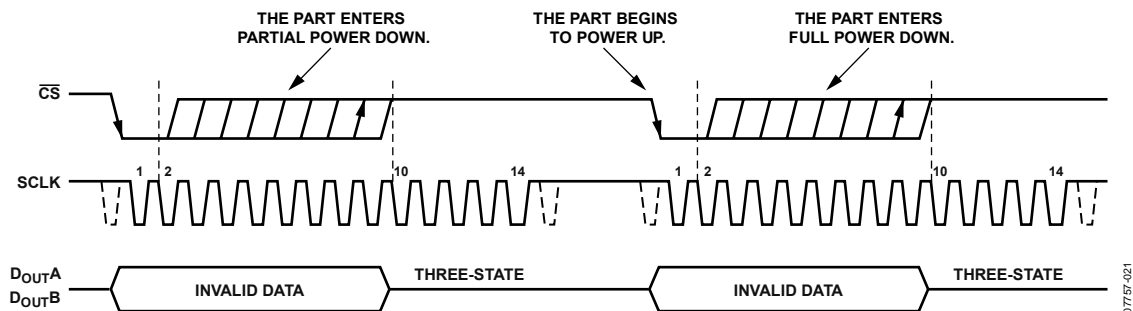 THE PART ENTERS
PARTIAL POWER DOWN.
THE PART BEGINS
TO POWER UP.
THE PART ENTERS
FULL POWER DOWN.
CS
SCLK
1 2 10 14 1 2 10 14
DOUTA
DOUTB
INVALID DATA
THREE-STATE
INVALID DATA
THREE-STATE
07757-021